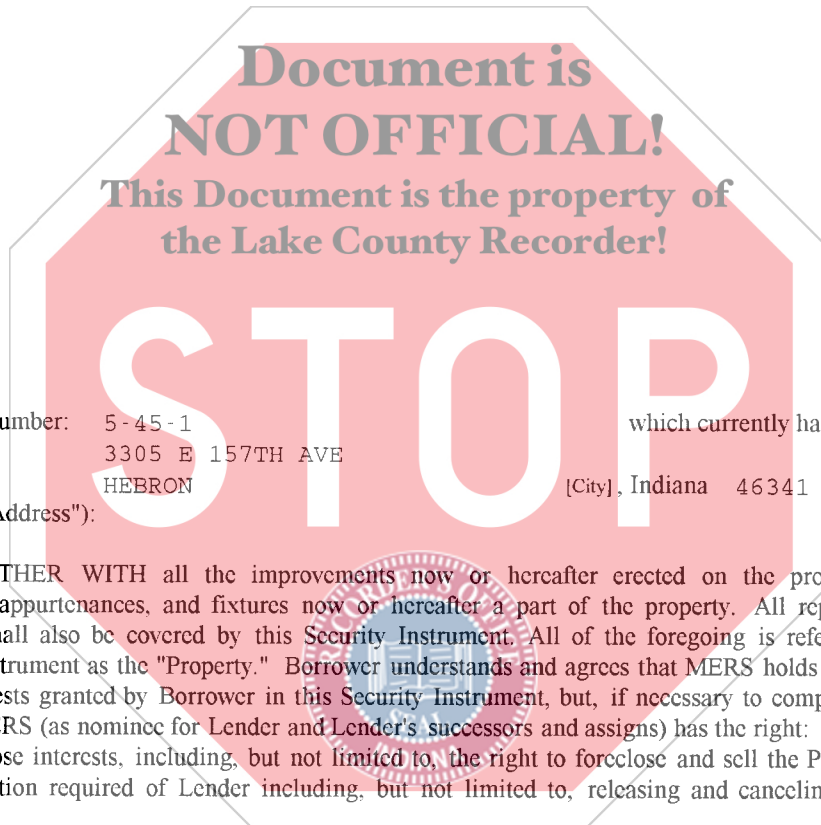 Document is
NOT OFFICIAL!
This Document is the property of
the Lake County Recorder!
STOP
umber: 5-45-1 which currently ha
3305 E 157TH AVE
HEBRON [City], Indiana 46341
Address"):
THER WITH all the improvements now or hereafter erected on the pro
appurtenances, and fixtures now or hereafter a part of the property. All rep
all also be covered by this Security Instrument. All of the foregoing is refe
trument as the "Property." Borrower understands and agrees that MERS holds
ests granted by Borrower in this Security Instrument, but, if necessary to comp
RS (as nominee for Lender and Lender's successors and assigns) has the right:
se interests, including, but not limited to, the right to foreclose and sell the P
tion required of Lender including, but not limited to, releasing and cancelin
RECORDER'S OFFICE
SEAL
INDIANA